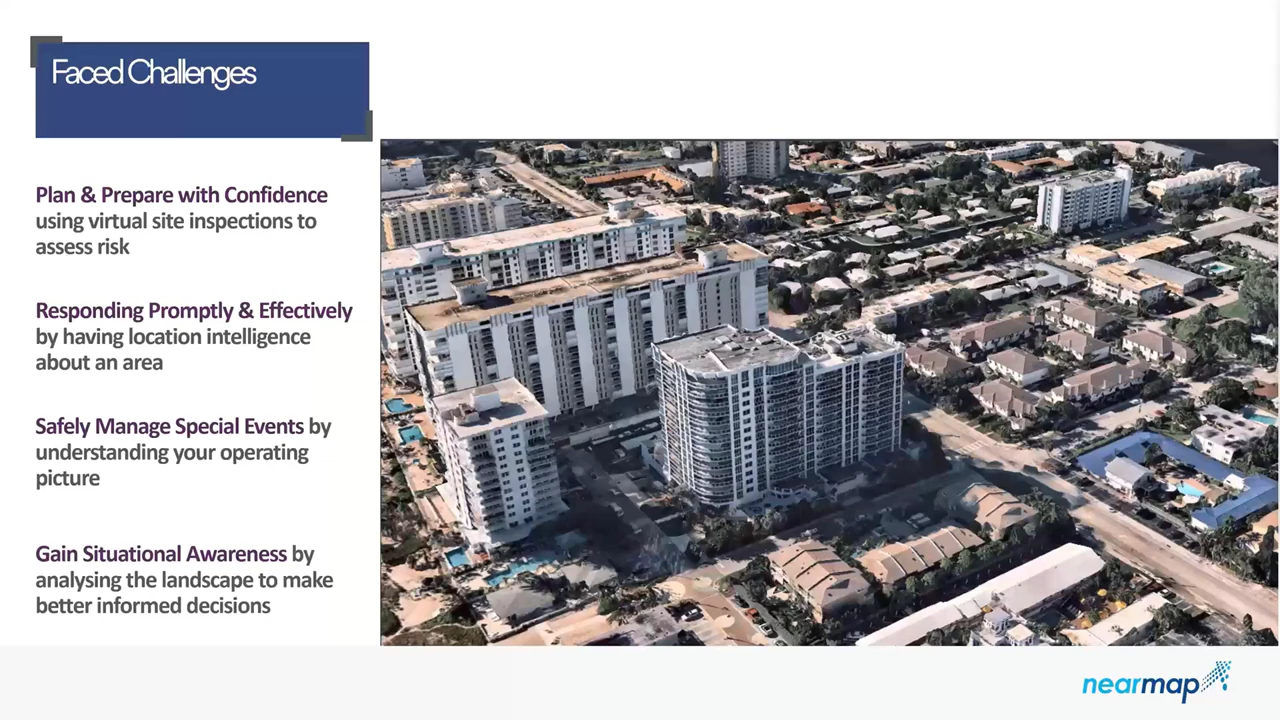 Faced Challenges
Plan & Prepare with Confidence
using virtual site inspections to
assess risk
Responding Promptly & Effectively
by having location intelligence
about an area
Safely Manage Special Events by
understanding your operating
picture
Gain Situational Awareness by
analysing the landscape to make
better informed decisions
nearmap